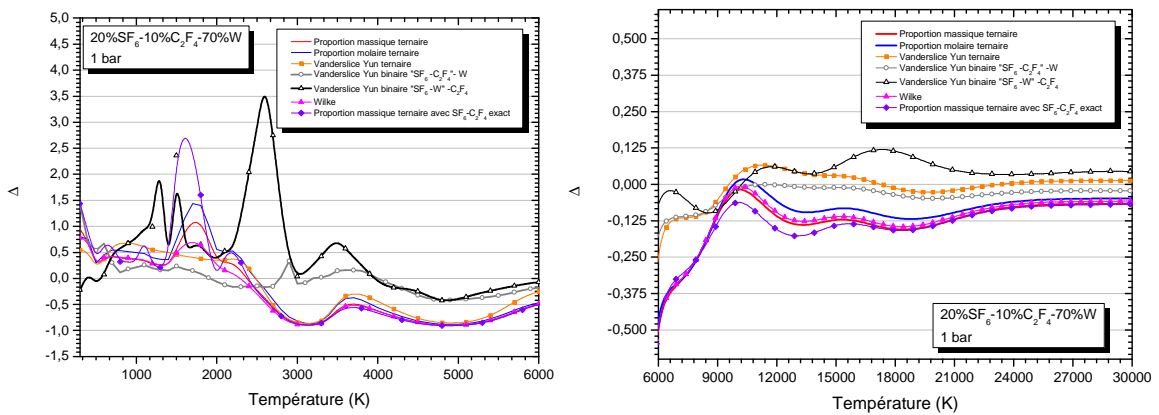 5,0
4,5
4,0
3,5
3,0
2,5
2,0
1,5
1,0
0,5
0,0
-0,5
-1,0
-1,5
Δ
20%SF6-10%C2F4-70%W
1 bar
Proportion massique ternaire
Proportion molaire ternaire
Vanderslice Yun ternaire
Vanderslice Yun binaire "SF6 -C2F4"- W
Vanderslice Yun binaire "SF6 -W" -C2F4
Wilke
Proportion massique ternaire avec SF6-C2F4 exact
1000 2000 3000 4000 5000 6000
Température (K)
0,500
0,375
0,250
0,125
0,000
-0,125
-0,250
-0,375
-0,500
Δ
Proportion massique ternaire
Proportion molaire ternaire
Vanderslice Yun ternaire
Vanderslice Yun binaire "SF6 -C2F4" -W
Vanderslice Yun binaire "SF6 -W" -C2F4
Wilke
Proportion massique ternaire avec SF6-C2F4 exact
20%SF6-10%C2F4-70%W
1 bar
6000 9000 12000 15000 18000 21000 24000 27000 30000
Température (K)